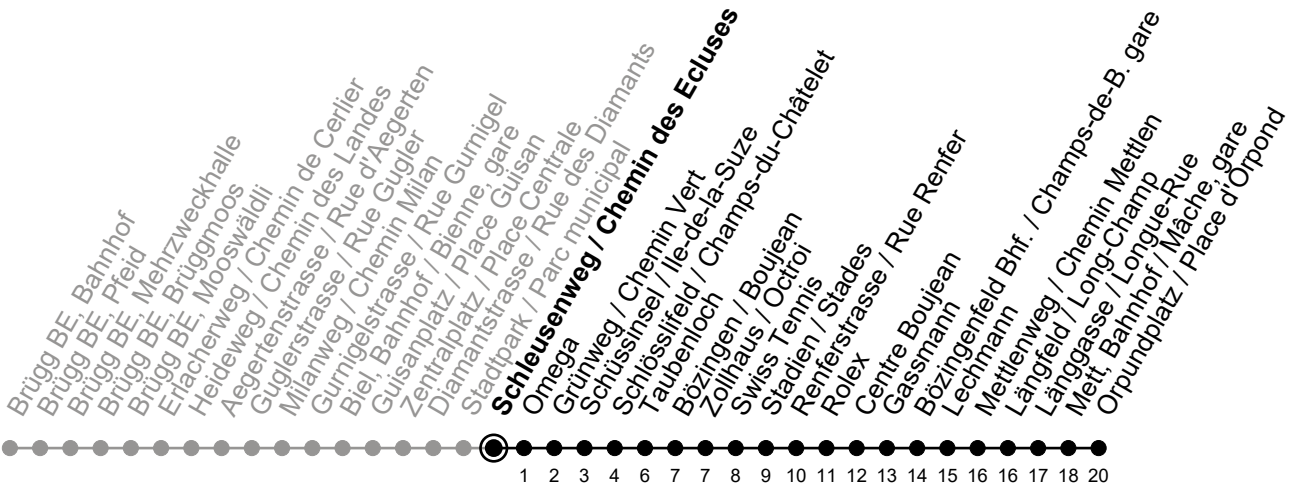 Brügg BE, Bahnhof
Brügg BE, Pfeid
Brügg BE, Mehrzweckhalle
Brügg BE, Brüggmoos
Brügg BE, Mooswäldli
Erlachenweg / Chemin de Cerlier
Heideweg / Chemin des Landes
Aegertenstrasse / Rue d'Aegerten
Guglerstrasse / Rue Gugler
Milanweg / Chemin Milan
Gurnigelstrasse / Rue Gurnigel
Biel, Bahnhof / Bienne, gare
Guisanplatz / Place Guisan
Zentralplatz / Place Centrale
Diamantstrasse / Rue des Diamants
Stadtpark / Parc municipal
Schleusenweg / Chemin des Ecluses
Omega
Grünweg / Chemin Vert
Schüssinsel / Ile-de-la-Suze
Schlösslifeld / Champs-du-Châtelet
Taubenloch
Bözingen / Boujean
Zollhaus / Octroi
Swiss Tennis
Stadien / Stades
Renferstrasse / Rue Renfer
Rolex
Centre Boujean
Gassmann
Bözingenfeld Bhf. / Champs-de-B. gare
Lechmann
Mettlenweg / Chemin Mettlen
Längfeld / Long-Champ
Länggasse / Longue-Rue
Mett, Bahnhof / Mâche, gare
Orpundplatz / Place d'Orpond
1 2 3 4 6 7 7 8 9 10 11 12 13 14 15 16 16 17 18 20